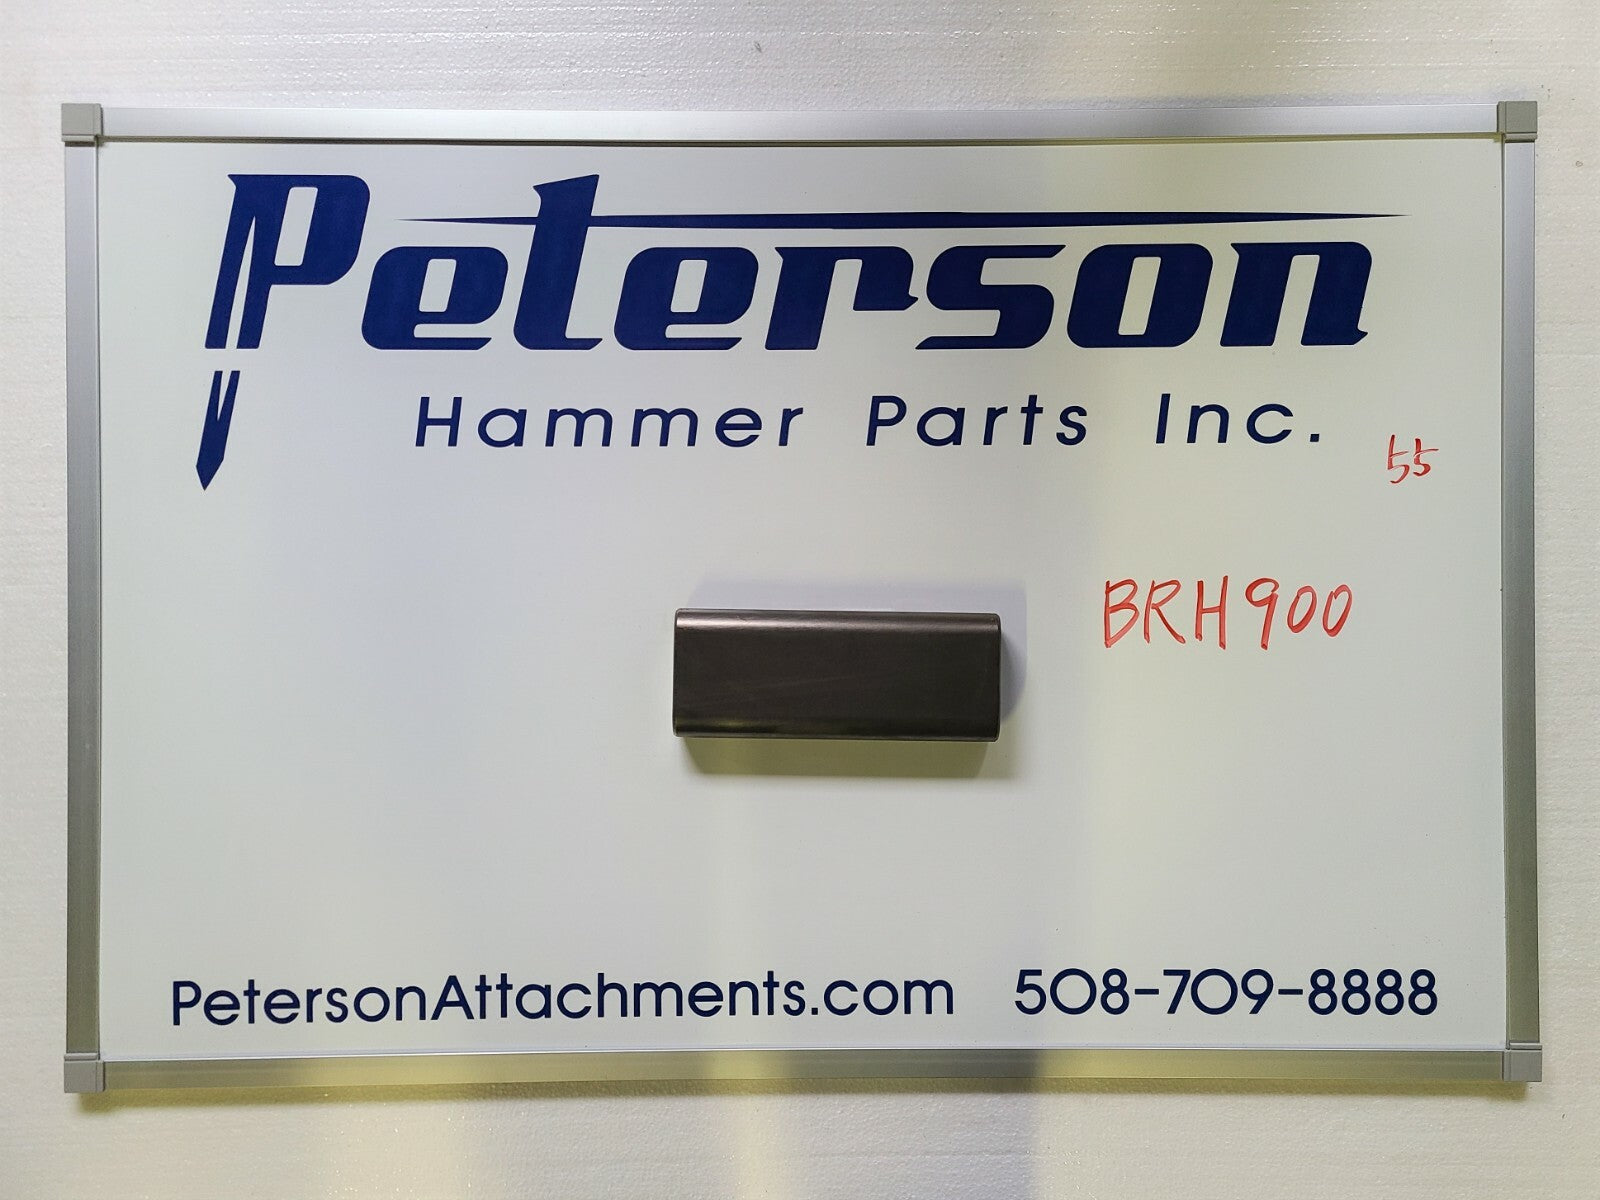 Peterson
Hammer Parts Inc.
55
BRH900
PetersonAttachments.com 508-709-8888